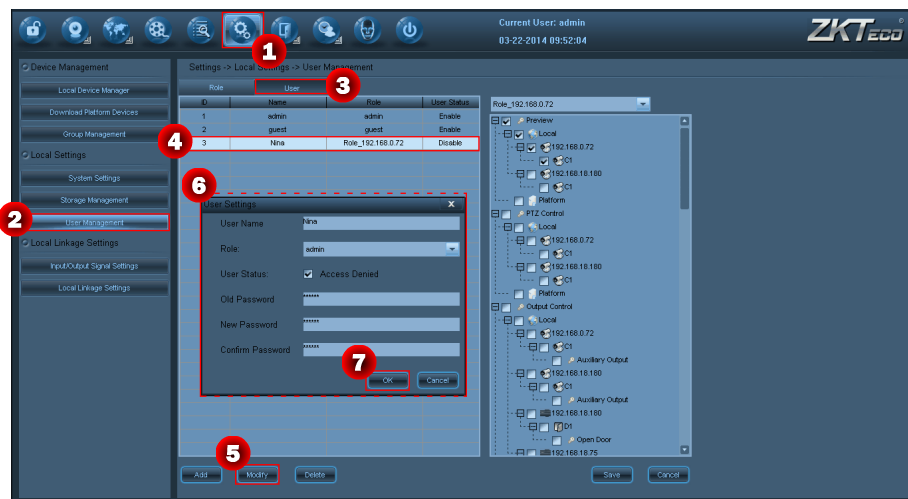 Current User: admin
03-22-2014 09:52:04
ZKTeco
1
Device Management
Local Device Manager
Download Platform Devices
Group Management
Local Settings
System Settings
Storage Management
2
User Management
Local Linkage Settings
Input/Output Signal Settings
Local Linkage Settings
Settings -> Local Settings -> User Management
Role
User
3
ID Name Role User Status
1 admin admin Enable
2 guest guest Enable
4
3 Nina Role_192.168.0.72 Disable
6
User Settings X
User Name Nina
Role: admin
User Status: Access Denied
Old Password ******
New Password ******
Confirm Password ******
7
OK Cancel
5
Add Modify Delete
Role_192.168.0.72
Preview
Local
192.168.0.72
C1
192.168.18.180
C1
Platform
PTZ Control
Local
192.168.0.72
C1
192.168.18.180
C1
Platform
Output Control
Local
192.168.0.72
C1
Auxiliary Output
192.168.18.180
C1
Auxiliary Output
192.168.18.180
D1
Open Door
192.168.18.75
Save Cancel